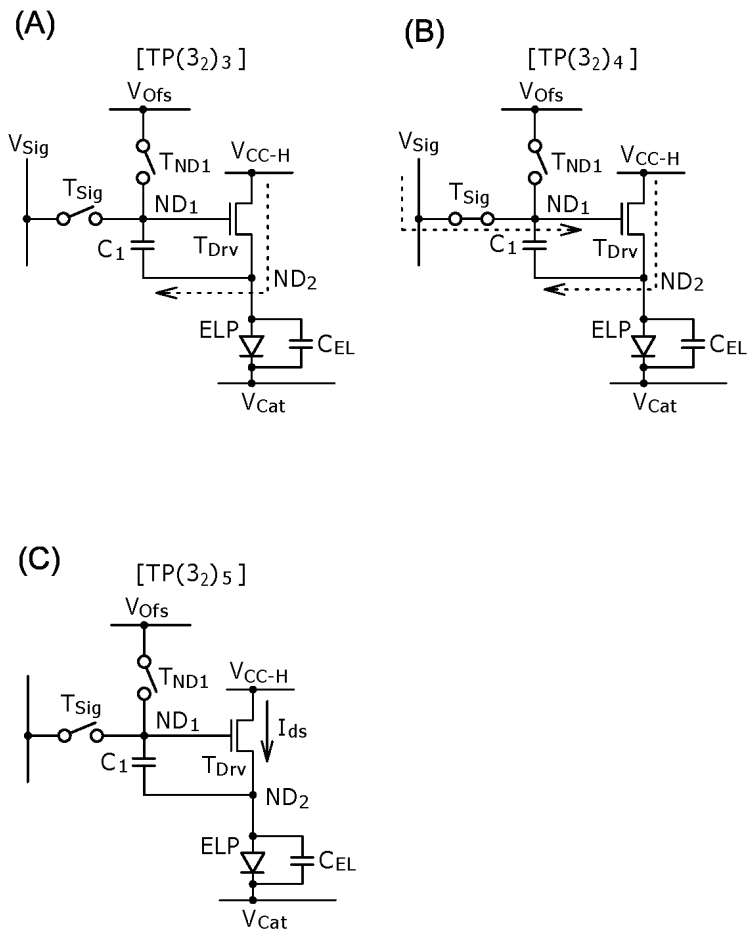 (A)
[TP(3₂)₃]
V_Ofs
V_Sig
T_Sig
T_ND1
V_CC-H
ND₁
C₁
T_Drv
ND₂
ELP
C_EL
V_Cat
(B)
[TP(3₂)₄]
V_Ofs
V_Sig
T_Sig
T_ND1
V_CC-H
ND₁
C₁
T_Drv
ND₂
ELP
C_EL
V_Cat
(C)
[TP(3₂)₅]
V_Ofs
T_Sig
T_ND1
V_CC-H
ND₁
I_ds
C₁
T_Drv
ND₂
ELP
C_EL
V_Cat